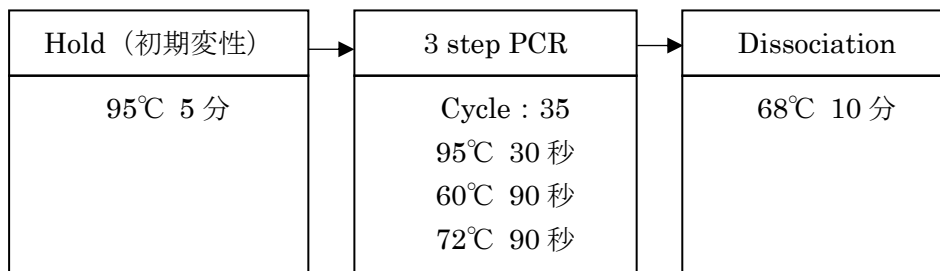 Hold（初期変性）
95℃ 5 分
3 step PCR
Cycle：35
95℃ 30 秒
60℃ 90 秒
72℃ 90 秒
Dissociation
68℃ 10 分